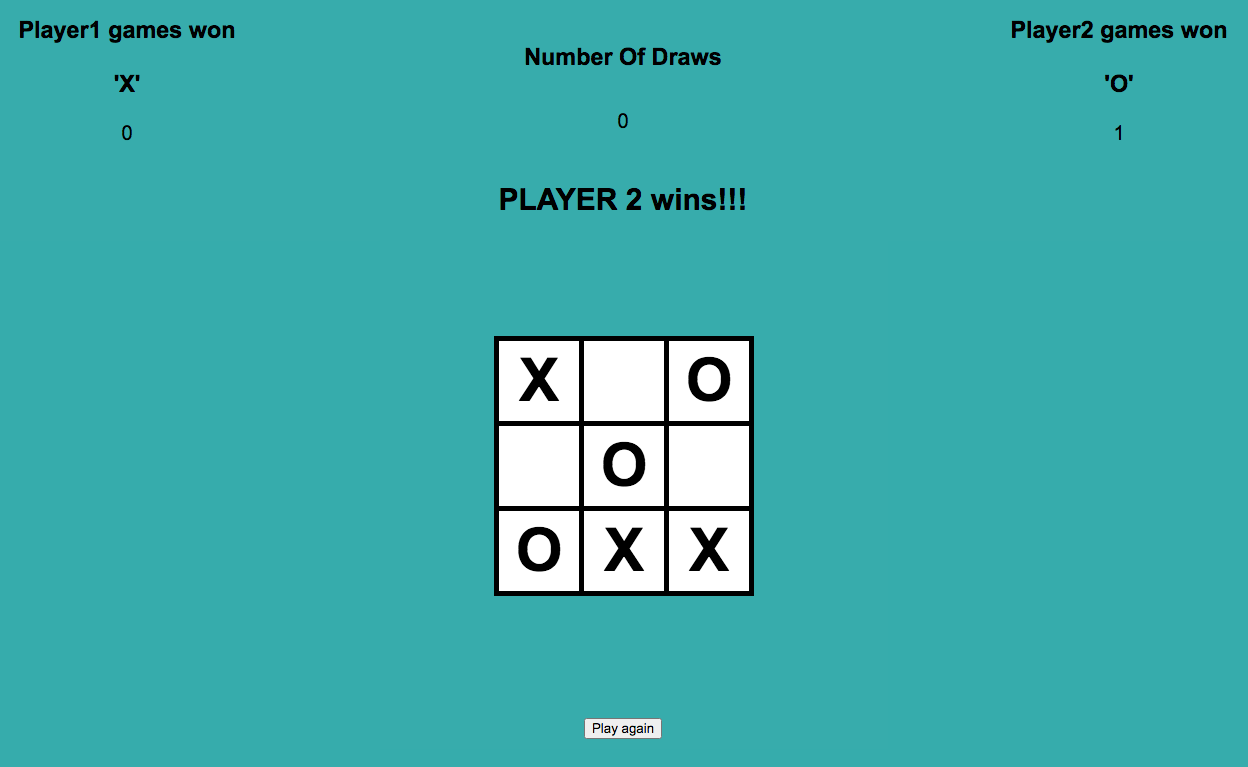 Player1 games won
'X'
0
Number Of Draws
0
Player2 games won
'O'
1
PLAYER 2 wins!!!
X O
O
O X X
Play again